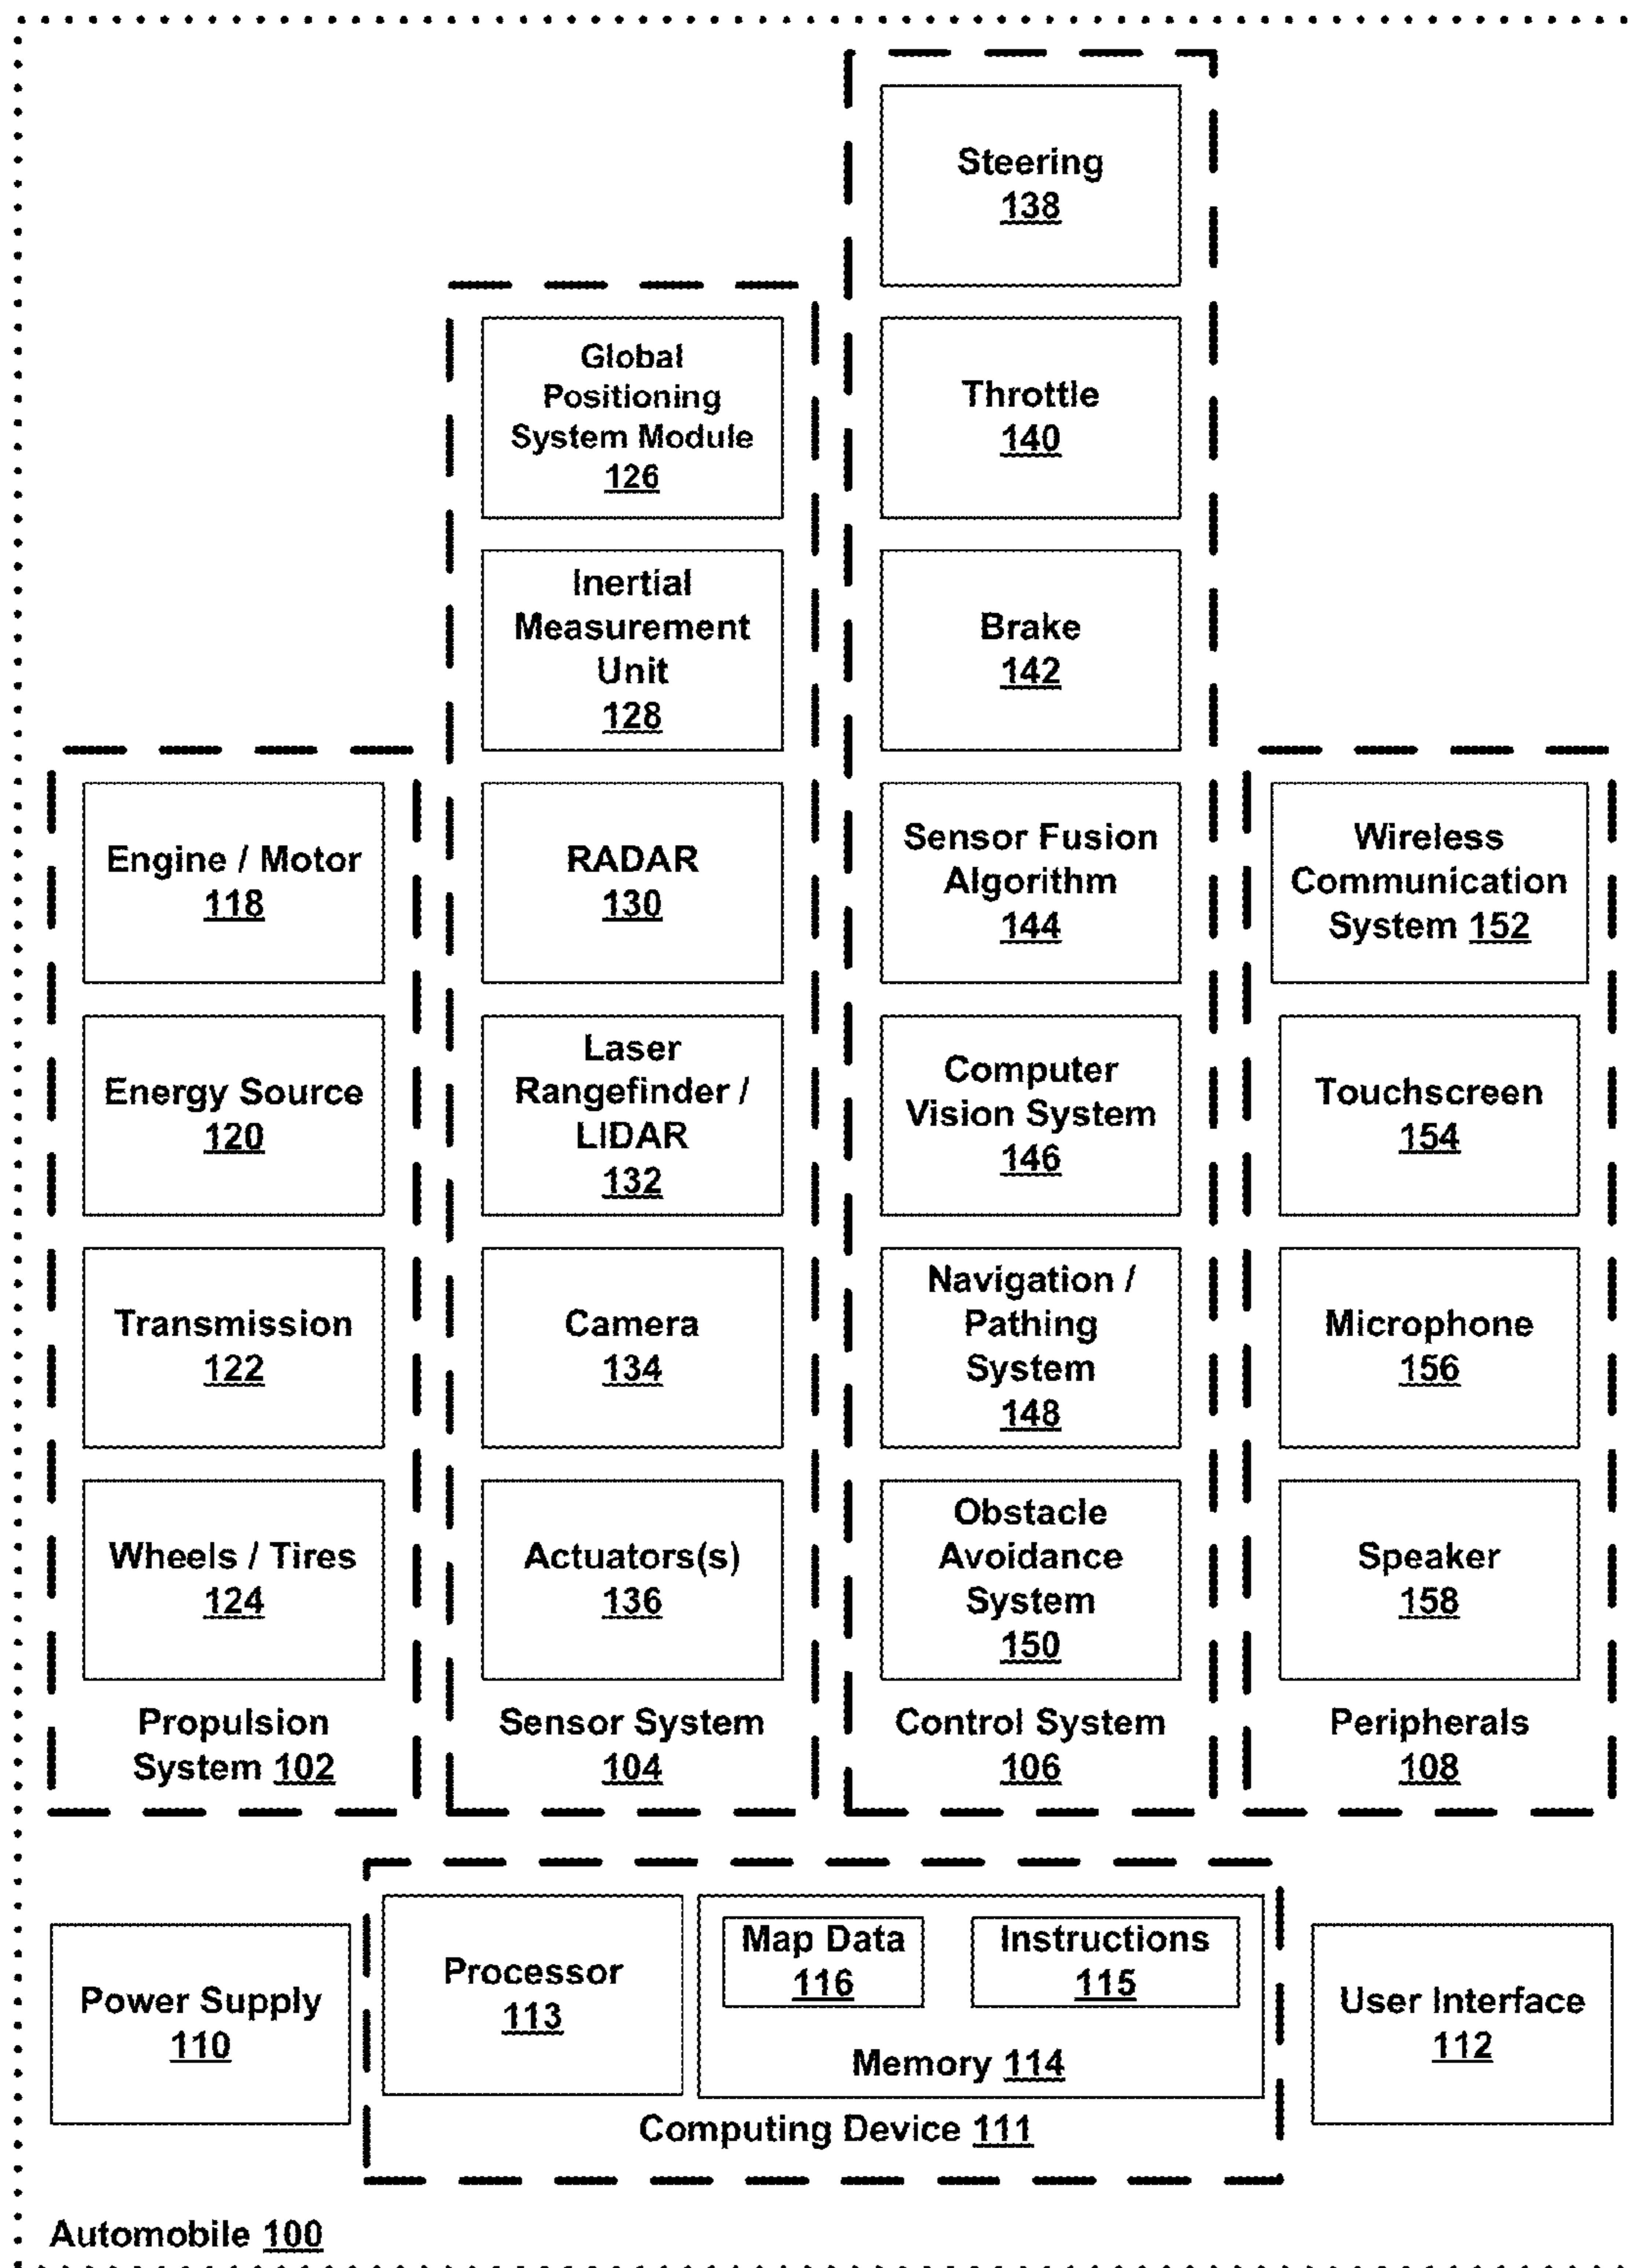 Steering
138
Throttle
140
Brake
142
Sensor Fusion
Algorithm
144
Computer
Vision System
146
Navigation /
Pathing
System
148
Obstacle
Avoidance
System
150
Control System
106
Global
Positioning
System Module
126
Inertial
Measurement
Unit
128
RADAR
130
Laser
Rangefinder /
LIDAR
132
Camera
134
Actuators(s)
136
Sensor System
104
Engine / Motor
118
Energy Source
120
Transmission
122
Wheels / Tires
124
Propulsion
System 102
Wireless
Communication
System 152
Touchscreen
154
Microphone
156
Speaker
158
Peripherals
108
Power Supply
110
Processor
113
Map Data
116
Instructions
115
Memory 114
Computing Device 111
User Interface
112
Automobile 100